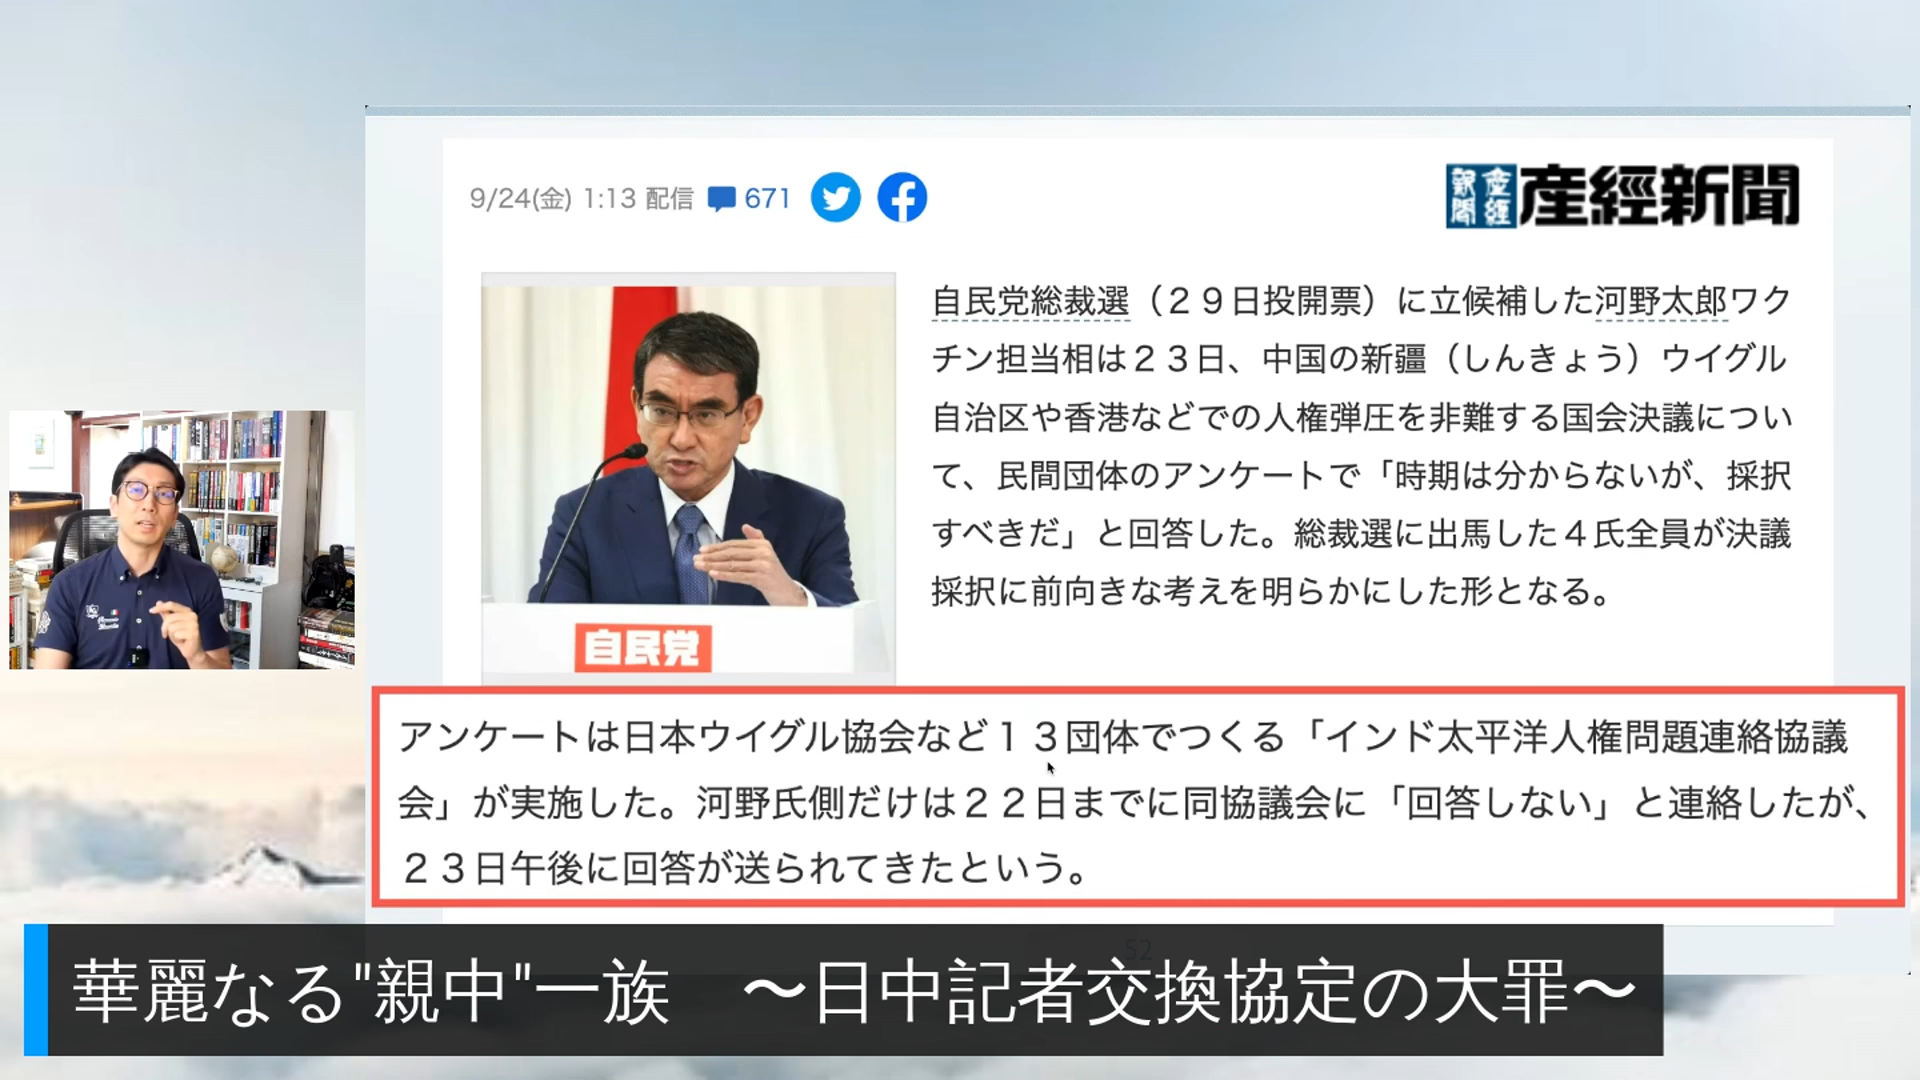 9/24(金) 1:13 配信 671
産経新聞 産經新聞
自民党総裁選（２９日投開票）に立候補した河野太郎ワク
チン担当相は２３日、中国の新疆（しんきょう）ウイグル
自治区や香港などでの人権弾圧を非難する国会決議につい
て、民間団体のアンケートで「時期は分からないが、採択
すべきだ」と回答した。総裁選に出馬した４氏全員が決議
採択に前向きな考えを明らかにした形となる。
自民党
アンケートは日本ウイグル協会など１３団体でつくる「インド太平洋人権問題連絡協議
会」が実施した。河野氏側だけは２２日までに同協議会に「回答しない」と連絡したが、
２３日午後に回答が送られてきたという。
52
華麗なる"親中"一族　〜日中記者交換協定の大罪〜